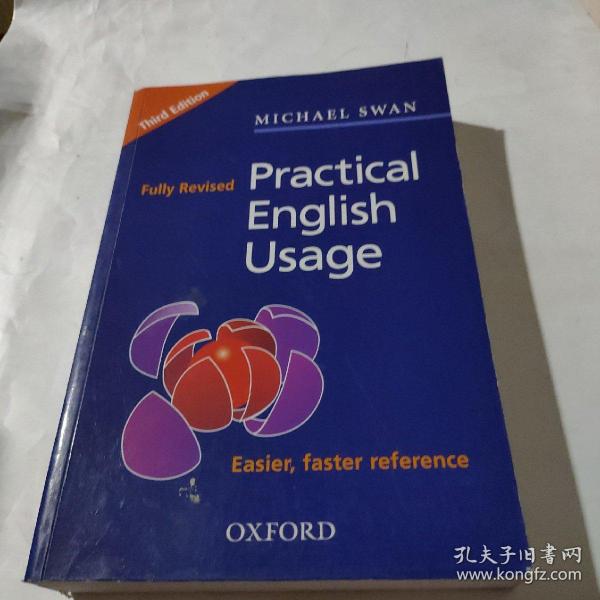 Third Edition
MICHAEL SWAN
Fully Revised
Practical
English
Usage
Easier, faster reference
OXFORD
孔夫子旧书网
www.kongfz.com